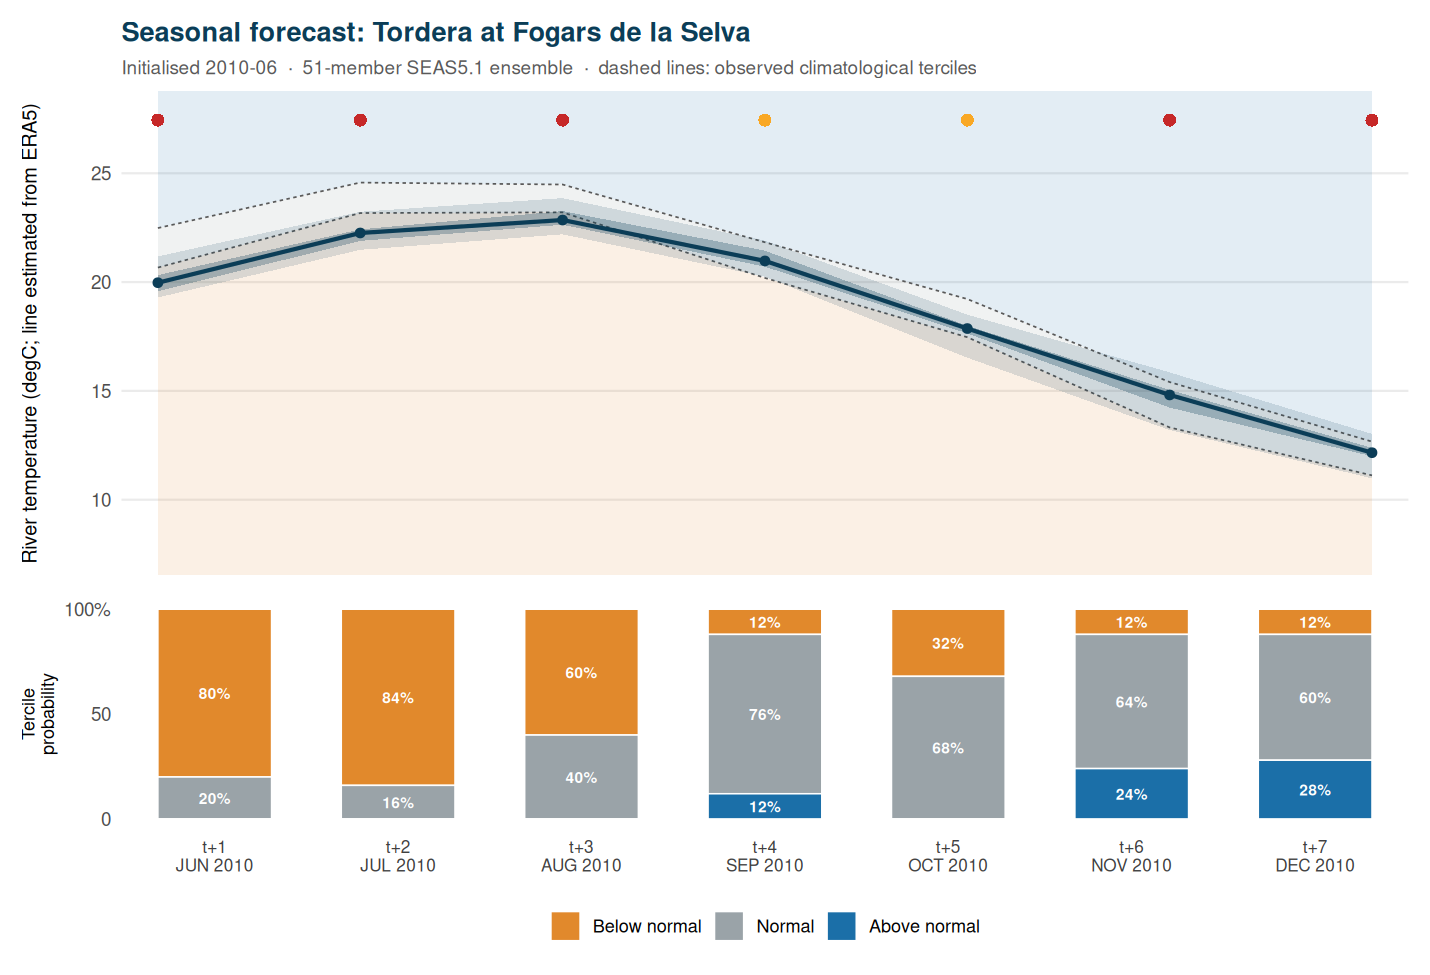 Seasonal forecast: Tordera at Fogars de la Selva
Initialised 2010-06 · 51-member SEAS5.1 ensemble · dashed lines: observed climatological terciles
River temperature (degC; line estimated from ERA5)
25
20
15
10
Tercile
probability
100%
50
0
80%
20%
84%
16%
60%
40%
12%
76%
12%
32%
68%
12%
64%
24%
12%
60%
28%
t+1
JUN 2010
t+2
JUL 2010
t+3
AUG 2010
t+4
SEP 2010
t+5
OCT 2010
t+6
NOV 2010
t+7
DEC 2010
Below normal
Normal
Above normal